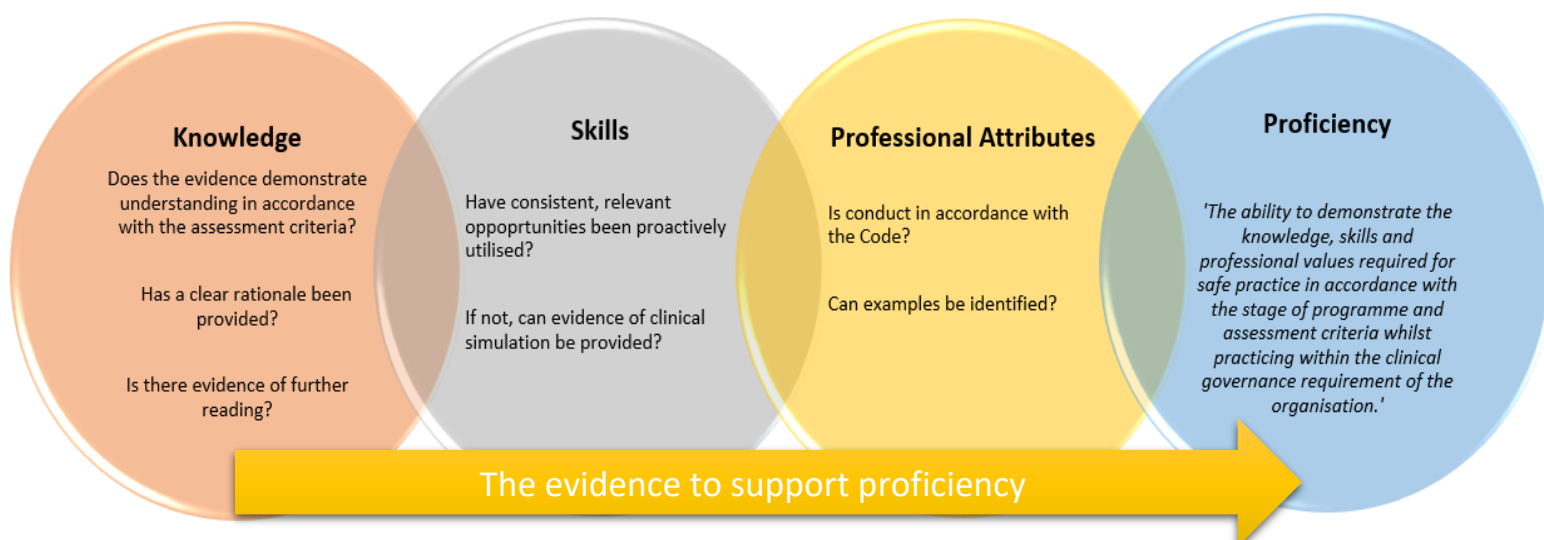 Knowledge
Does the evidence demonstrate
understanding in accordance
with the assessment criteria?
Has a clear rationale been
provided?
Is there evidence of further
reading?
Skills
Have consistent, relevant
oppoprtunities been proactively
utilised?
If not, can evidence of clinical
simulation be provided?
Professional Attributes
Is conduct in accordance with
the Code?
Can examples be identified?
Proficiency
'The ability to demonstrate the
knowledge, skills and
professional values required for
safe practice in accordance with
the stage of programme and
assessment criteria whilst
practicing within the clinical
governance requirement of the
organisation.'
The evidence to support proficiency